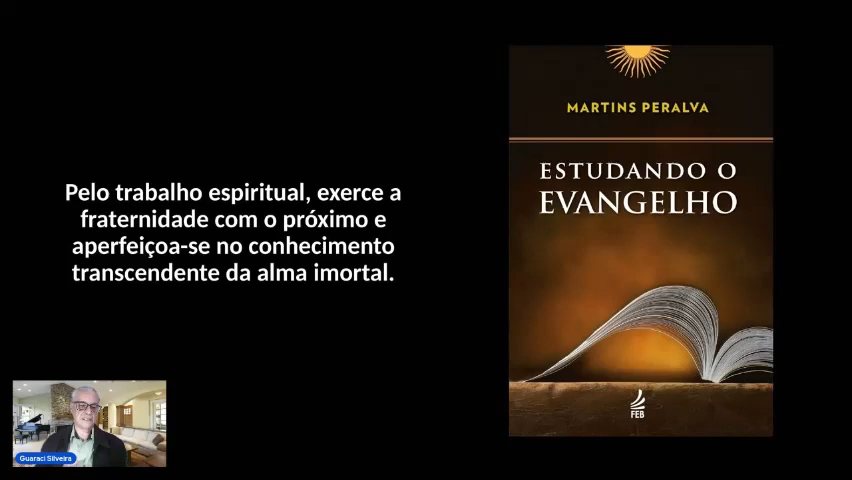 Pelo trabalho espiritual, exerce a
fraternidade com o próximo e
aperfeiçoa-se no conhecimento
transcendente da alma imortal.
MARTINS PERALVA
ESTUDANDO O
EVANGELHO
FEB
Guaraci Silveira